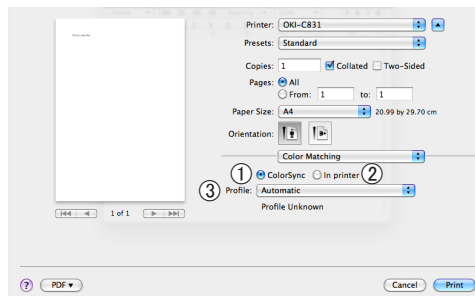 Printer: OKI-C831
Presets: Standard
Copies: 1 Collated Two-Sided
Pages: All
From: 1 to: 1
Paper Size: A4 20.99 by 29.70 cm
Orientation:
Color Matching
① ColorSync In printer ②
③ Profile: Automatic
Profile Unknown
1 of 1
? PDF▼ Cancel Print